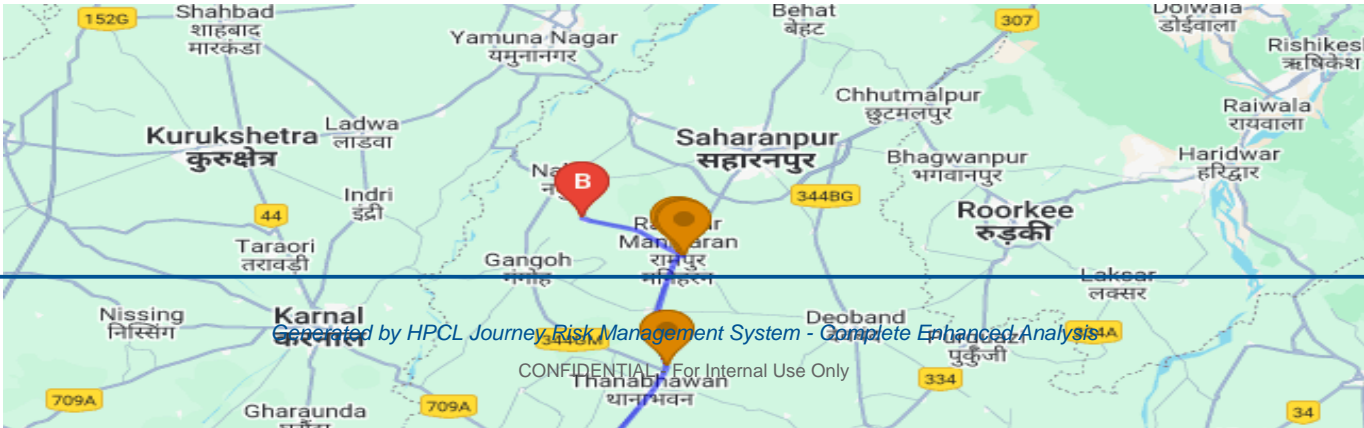 152G
Shahbad
शाहबाद
मारकंडा
Yamuna Nagar
यमुनानगर
Behat
बेहट
307
डोईवाला
Rishikesh
ऋषिकेश
Chhutmalpur
छुटमलपुर
Raiwala
रायवाला
Kurukshetra
कुरुक्षेत्र
Ladwa
लाडवा
Saharanpur
सहारनपुर
Bhagwanpur
भगवानपुर
Haridwar
हरिद्वार
B
Indri
इंद्री
344BG
Roorkee
रुड़की
44
Taraori
तरावड़ी
Gangoh
रामपुर
Laksar
लक्सर
Nissing
निस्सिंग
Karnal
Deoband
Generated by HPCL Journey Risk Management System - Complete Enhanced Analysis
CONFIDENTIAL - For Internal Use Only
पुरकाजी
Thanabhawan
थानाभवन
334
709A
709A
Gharaunda
34